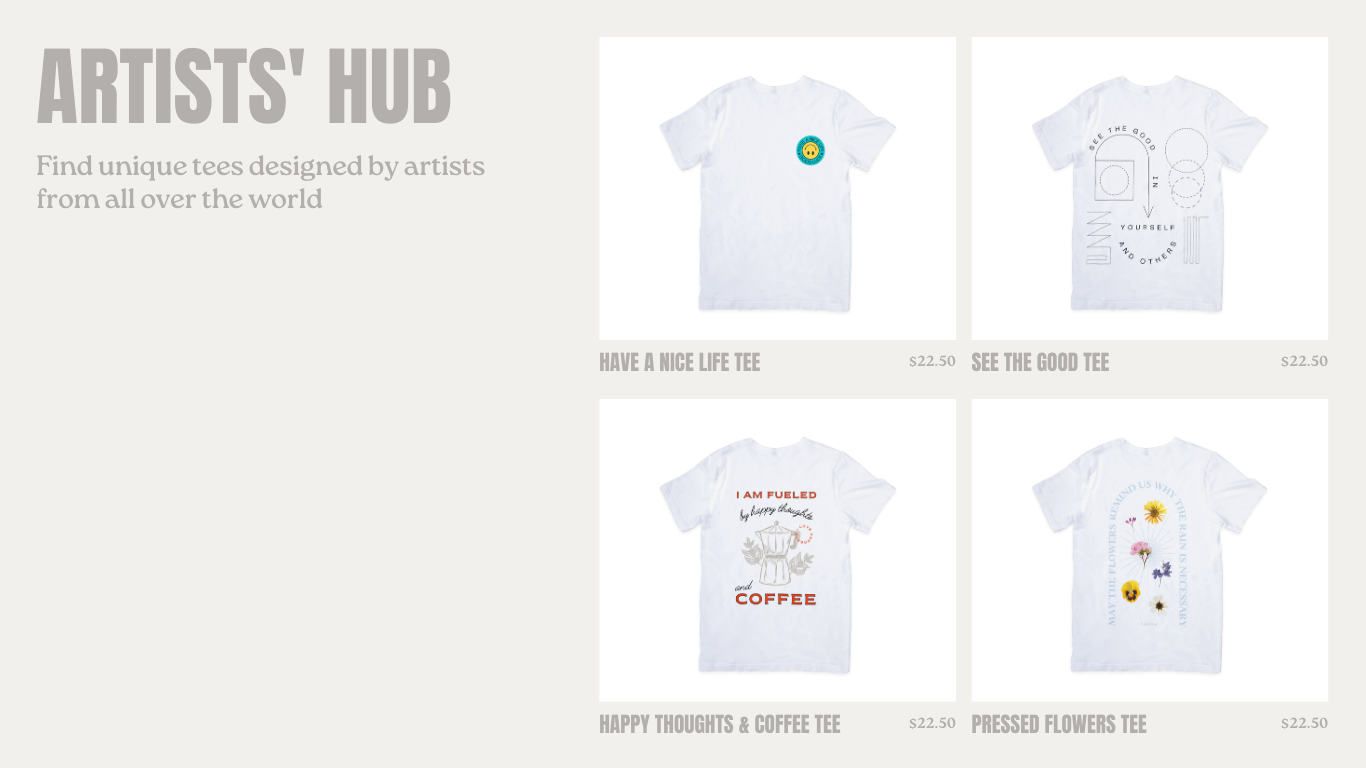 ARTISTS' HUB
Find unique tees designed by artists
from all over the world
HAVE A NICE LIFE TEE
$22.50
SEE THE GOOD
IN
YOURSELF
AND OTHERS
SEE THE GOOD TEE
$22.50
I AM FUELED
by happy thoughts
and
COFFEE
HAPPY THOUGHTS & COFFEE TEE
$22.50
MAY THE FLOWERS REMIND US WHY THE RAIN IS NECESSARY
PRESSED FLOWERS TEE
$22.50